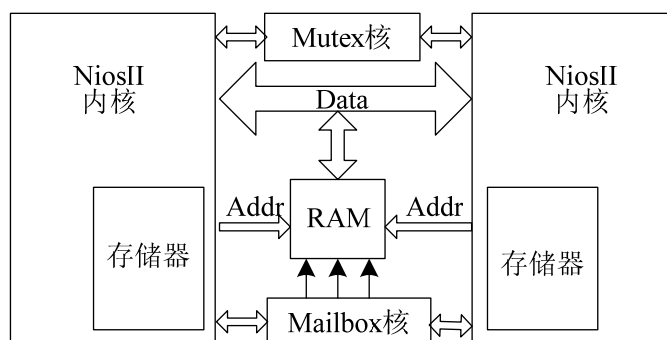 Mutex核
NiosII
内核
NiosII
内核
Data
Addr
RAM
Addr
存储器
存储器
Mailbox核